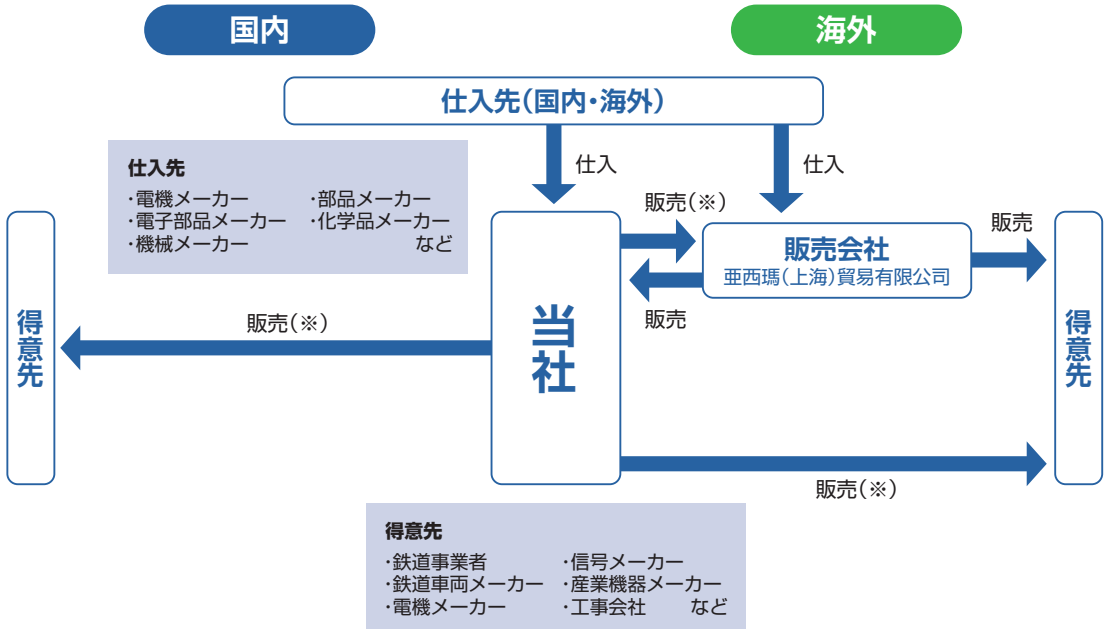 国内
海外
仕入先(国内・海外)
仕入
仕入
仕入先
・電機メーカー ・部品メーカー
・電子部品メーカー ・化学品メーカー
・機械メーカー など
販売(※)
販売会社
亜西瑪(上海)貿易有限公司
販売
販売
得意先
販売(※)
当社
得意先
販売(※)
得意先
・鉄道事業者 ・信号メーカー
・鉄道車両メーカー ・産業機器メーカー
・電機メーカー ・工事会社 など